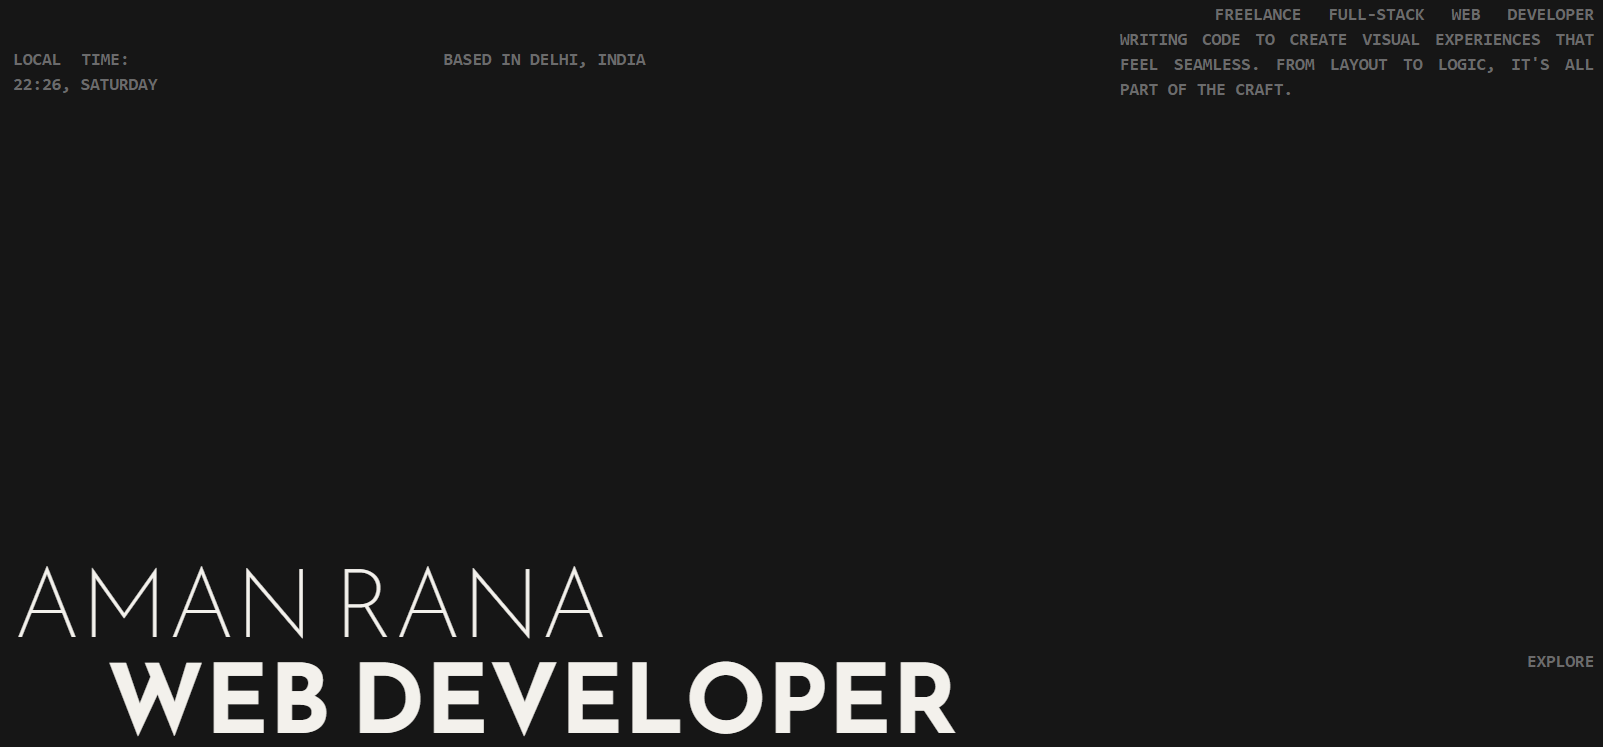 LOCAL TIME:
22:26, SATURDAY
BASED IN DELHI, INDIA
FREELANCE FULL-STACK WEB DEVELOPER
WRITING CODE TO CREATE VISUAL EXPERIENCES THAT
FEEL SEAMLESS. FROM LAYOUT TO LOGIC, IT'S ALL
PART OF THE CRAFT.
AMAN RANA
WEB DEVELOPER
EXPLORE